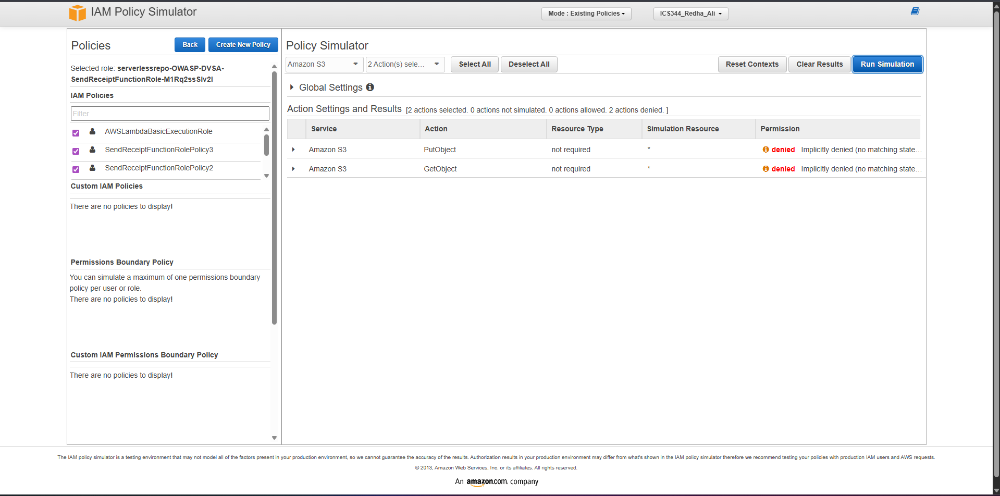 IAM Policy Simulator
Mode : Existing Policies
ICS344_Redha_Ali
Policies
Back
Create New Policy
Selected role: serverlessrepo-OWASP-DVSA-
SendReceiptFunctionRole-M1Rq2ssSlv2l
IAM Policies
Filter
AWSLambdaBasicExecutionRole
SendReceiptFunctionRolePolicy3
SendReceiptFunctionRolePolicy2
Custom IAM Policies
There are no policies to display!
Permissions Boundary Policy
You can simulate a maximum of one permissions boundary
policy per user or role.
There are no policies to display!
Custom IAM Permissions Boundary Policy
There are no policies to display!
Policy Simulator
Amazon S3
2 Action(s) sele...
Select All
Deselect All
Reset Contexts
Clear Results
Run Simulation
Global Settings
Action Settings and Results [2 actions selected. 0 actions not simulated. 0 actions allowed. 2 actions denied. ]
Service Action Resource Type Simulation Resource Permission
Amazon S3 PutObject not required * denied Implicitly denied (no matching state...
Amazon S3 GetObject not required * denied Implicitly denied (no matching state...
The IAM policy simulator is a testing environment that may not model all of the factors present in your production environment, so we cannot guarantee the accuracy of the results. Authorization results in your production environment may differ from what's shown in the IAM policy simulator therefore we recommend testing your policies with production IAM users and AWS requests.
© 2013, Amazon Web Services, Inc. or its affiliates. All rights reserved.
An amazon.com. company